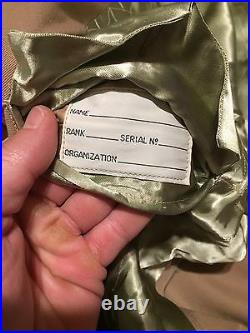 NAME
RANK SERIAL Nº
ORGANIZATION